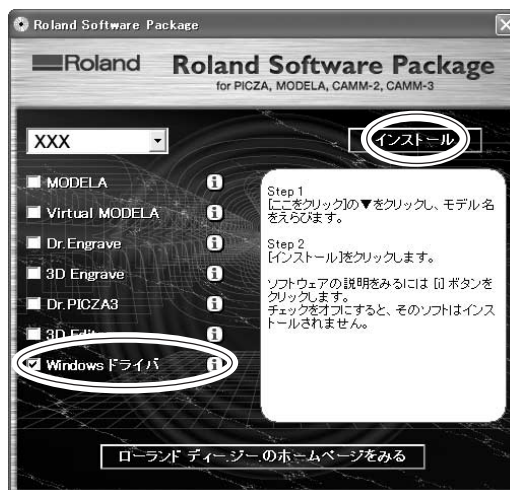 Roland Software Package
Roland
Roland Software Package
for PICZA, MODELA, CAMM-2, CAMM-3
XXX
インストール
MODELA
Virtual MODELA
Dr.Engrave
3D Engrave
Dr.PICZA3
3D Editor
Windows ドライバ
Step 1
[ここをクリック]の▼をクリックし、モデル名
をえらびます。
Step 2
[インストール]をクリックします。
ソフトウェアの説明をみるには [i] ボタンを
クリックします。
チェックをオフにすると、そのソフトはインス
トールされません。
ローランド ディー.ジー.のホームページをみる